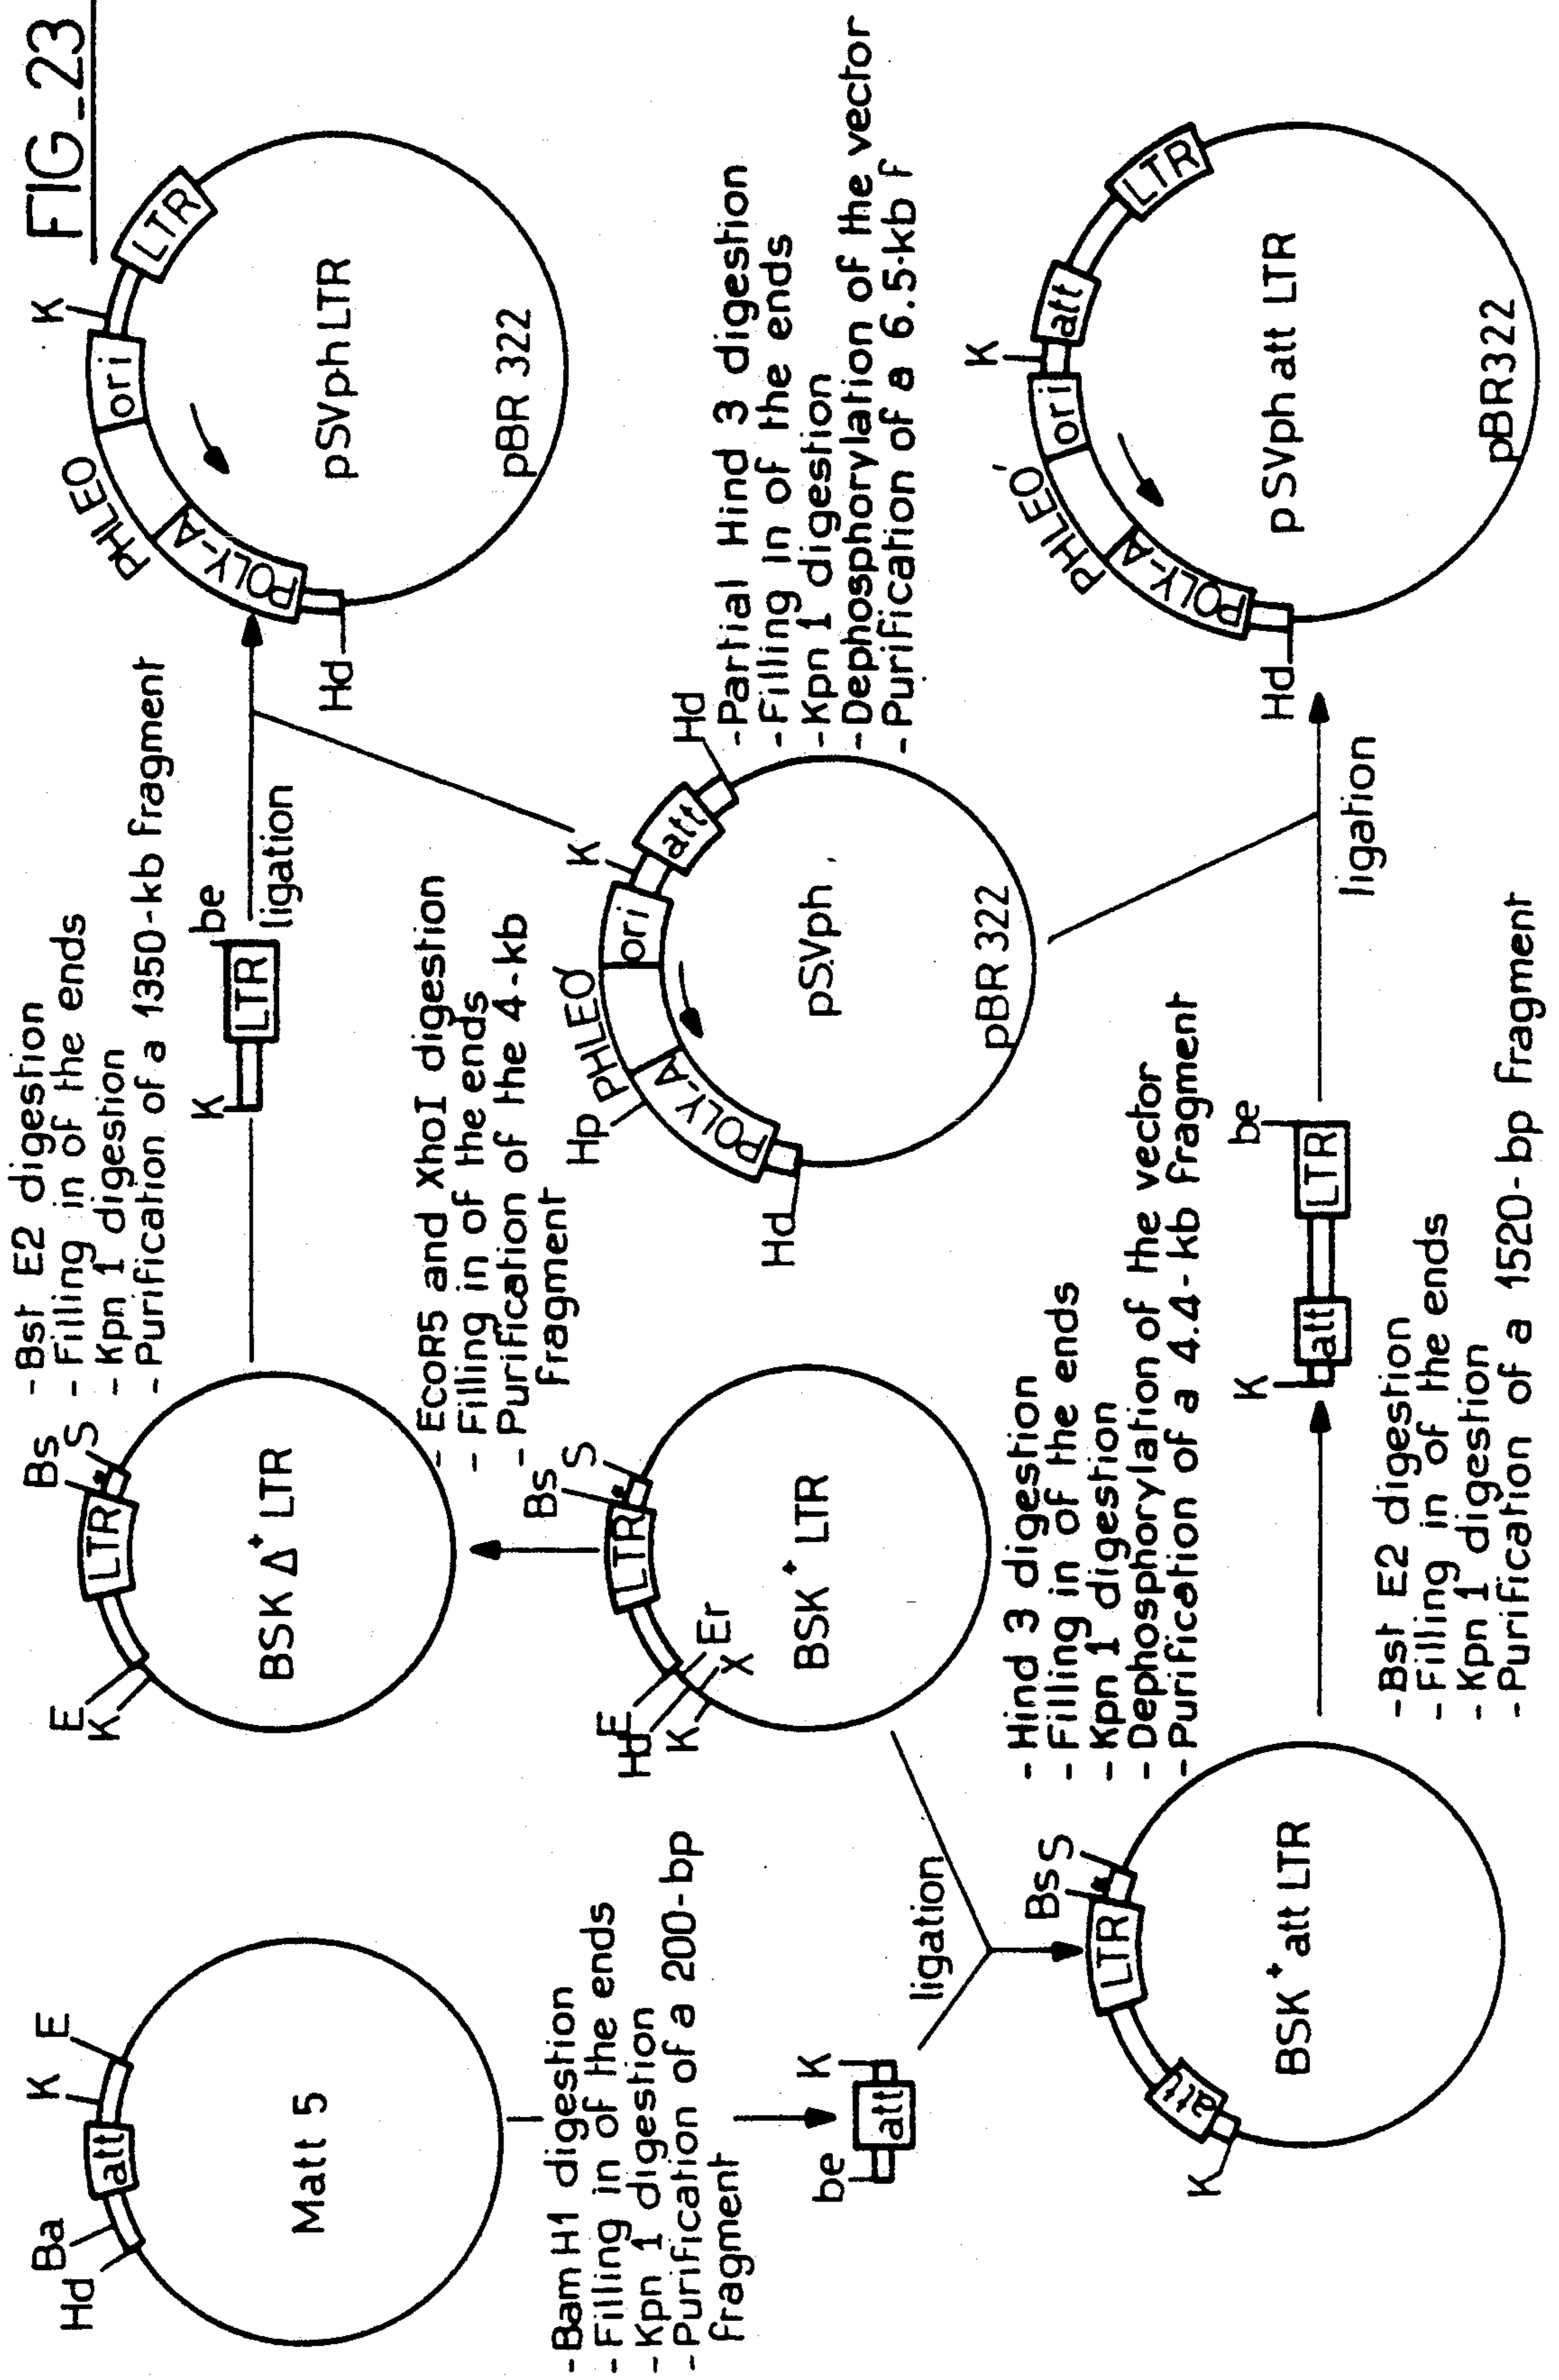 FIG_23
Hd
Ba
K
E
att
Matt 5
-Bam H1 digestion
-Filling in of the ends
-Kpn 1 digestion
-Purification of a 200-bp
fragment
be
K
att
ligation
E
K
LTR
Bs
S
*
BSK Δ+ LTR
-Bst E2 digestion
-Filling in of the ends
-Kpn 1 digestion
-Purification of a 1350-kb fragment
K
be
LTR
ligation
Hd
E
K
X
Er
LTR
Bs
S
*
BSK+ LTR
-EcoR5 and XhoI digestion
-Filling in of the ends
-Purification of the 4-kb
fragment
Hd
POLY-A
PHLEO
ori
K
LTR
pSVphLTR
pBR 322
Hd
POLY-A
Hp
PHLEO'
ori
K
att
Hd
pSVph
pBR 322
-Partial Hind 3 digestion
-Filling in of the ends
-Kpn 1 digestion
-Dephosphorylation of the vector
-Purification of a 6.5-kb F
-Hind 3 digestion
-Filling in of the ends
-Kpn 1 digestion
-Dephosphorylation of the vector
-Purification of a 4.4-kb fragment
K
att
LTR
Bs
S
*
BSK+ att LTR
-Bst E2 digestion
-Filling in of the ends
-Kpn 1 digestion
-Purification of a 1520-bp fragment
K
be
att
LTR
ligation
Hd
POLY-A
PHLEO'
ori
K
att
LTR
pSVph att LTR
pBR322